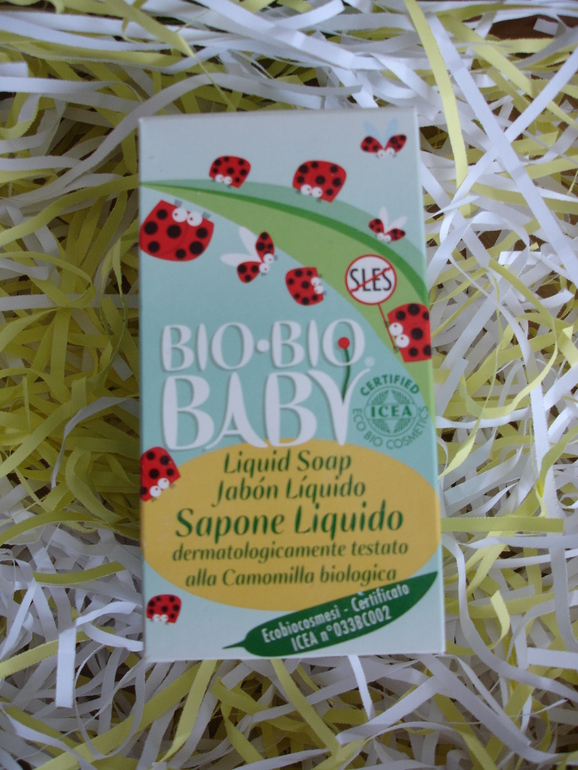 SLES
BIO•BIO
BABY®
CERTIFIED
ICEA
ECO BIO COSMETICS
Liquid Soap
Jabón Líquido
Sapone Liquido
dermatologicamente testato
alla Camomilla biologica
Ecobiocosmesi - Certificato
ICEA n°033BC002